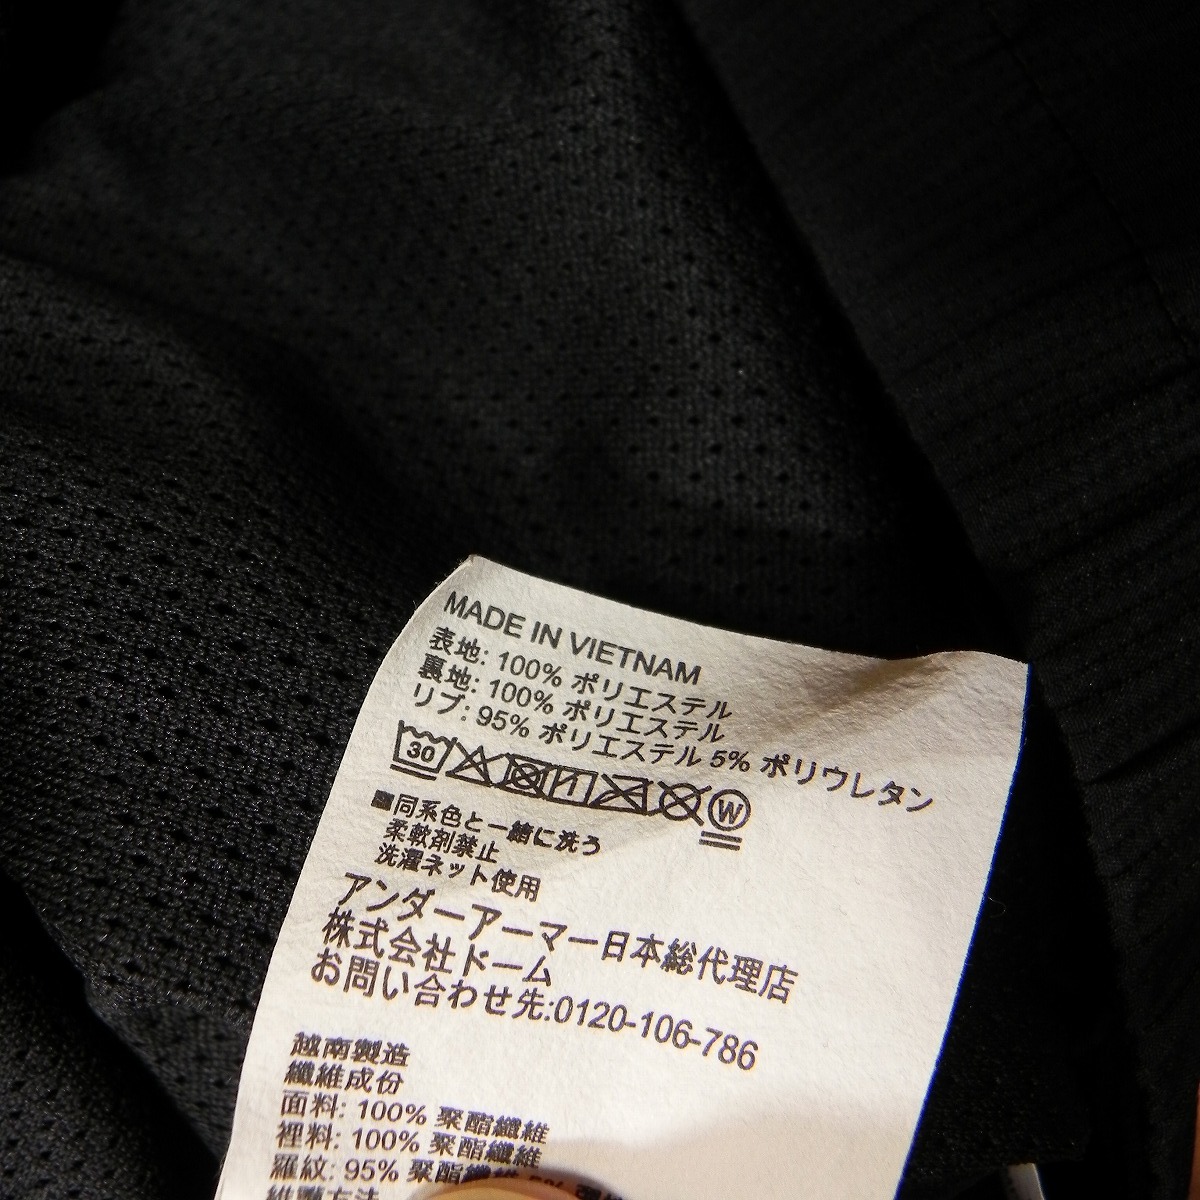 MADE IN VIETNAM
表地: 100% ポリエステル
裏地: 100% ポリエステル
リブ: 95% ポリエステル 5% ポリウレタン
30 W
同系色と一緒に洗う
柔軟剤禁止
洗濯ネット使用
アンダーアーマー日本総代理店
株式会社ドーム
お問い合わせ先:0120-106-786
越南製造
纖維成份
面料: 100% 聚酯纖維
裡料: 100% 聚酯纖維
羅紋: 95% 聚酯纖維 5%